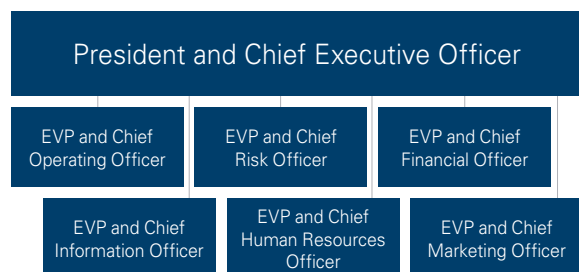 President and Chief Executive Officer
EVP and Chief
Operating Officer
EVP and Chief
Risk Officer
EVP and Chief
Financial Officer
EVP and Chief
Information Officer
EVP and Chief
Human Resources
Officer
EVP and Chief
Marketing Officer